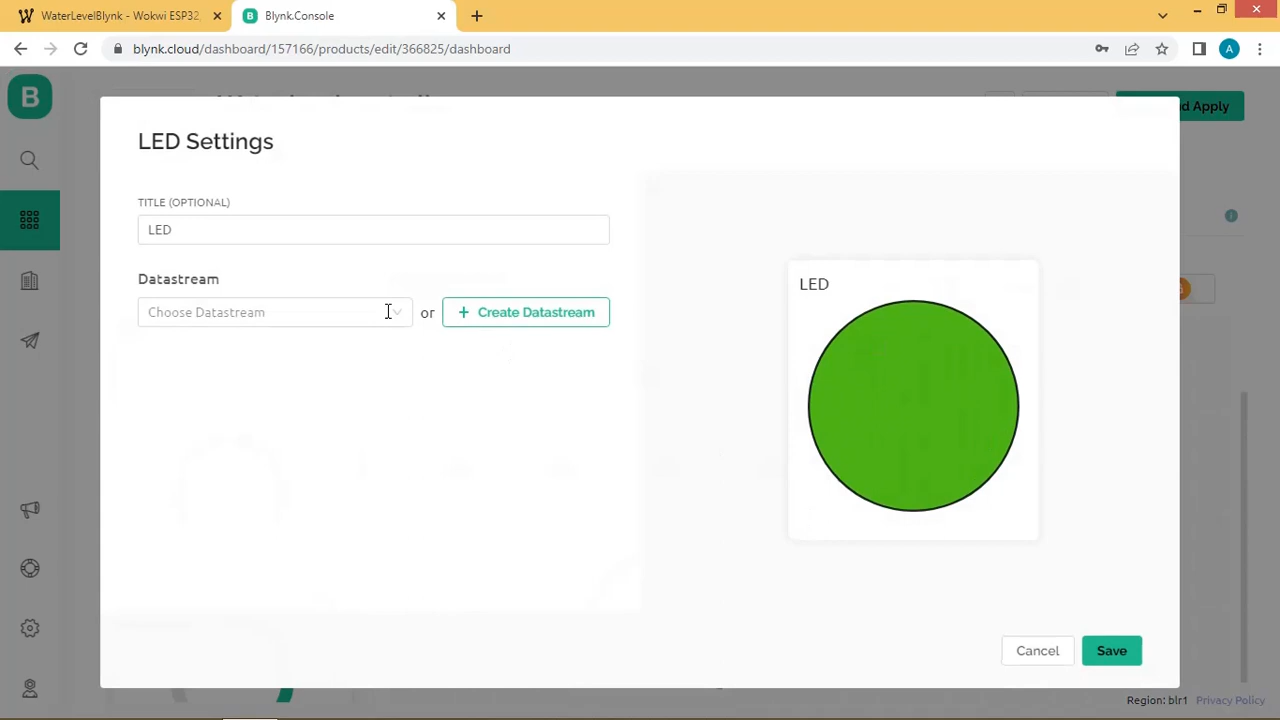 WaterLevelBlynk - Wokwi ESP32,
Blynk.Console
blynk.cloud/dashboard/157166/products/edit/366825/dashboard
A
B
Apply
LED Settings
TITLE (OPTIONAL)
LED
Datastream
Choose Datastream
or
+ Create Datastream
LED
Cancel
Save
Region: blr1 Privacy Policy